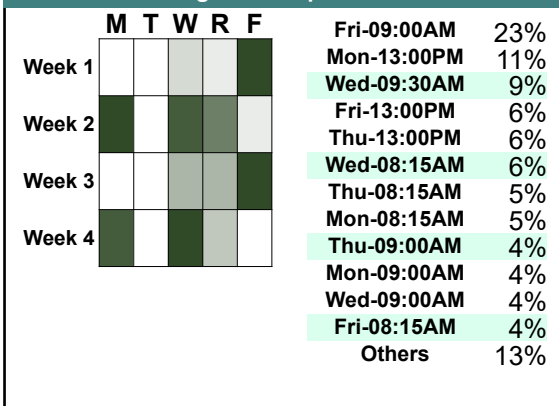 M T W R F
Week 1
Week 2
Week 3
Week 4
Fri-09:00AM 23%
Mon-13:00PM 11%
Wed-09:30AM 9%
Fri-13:00PM 6%
Thu-13:00PM 6%
Wed-08:15AM 6%
Thu-08:15AM 5%
Mon-08:15AM 5%
Thu-09:00AM 4%
Mon-09:00AM 4%
Wed-09:00AM 4%
Fri-08:15AM 4%
Others 13%